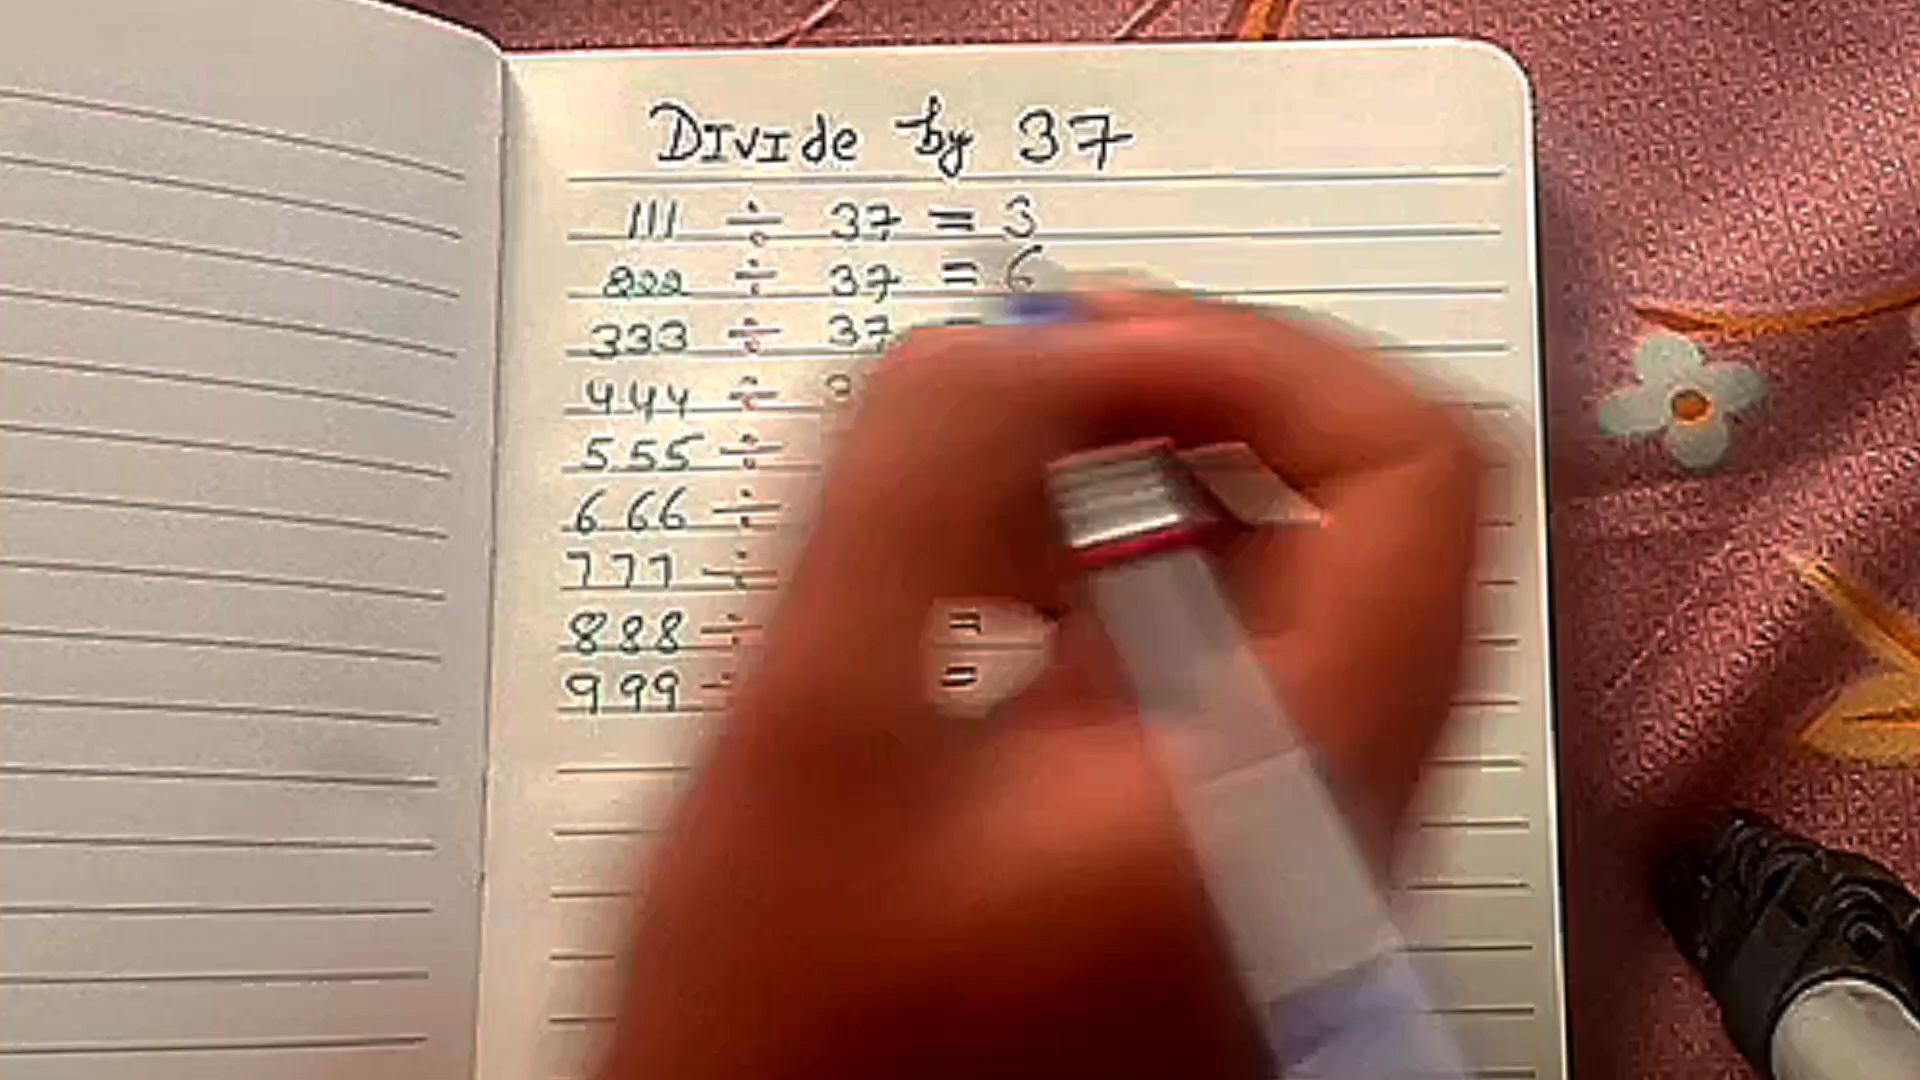 Divide by 37
111 ÷ 37 = 3
222 ÷ 37 = 6
333 ÷ 37 =
444 ÷
555 ÷
666 ÷
777 ÷
888 ÷ =
999 ÷ =